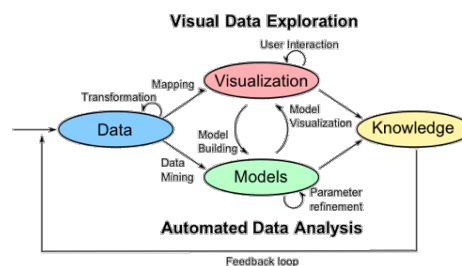 Visual Data Exploration
User Interaction
Transformation
Mapping
Visualization
Data
Model
Building
Model
Visualization
Knowledge
Data
Mining
Models
Parameter
refinement
Automated Data Analysis
Feedback loop